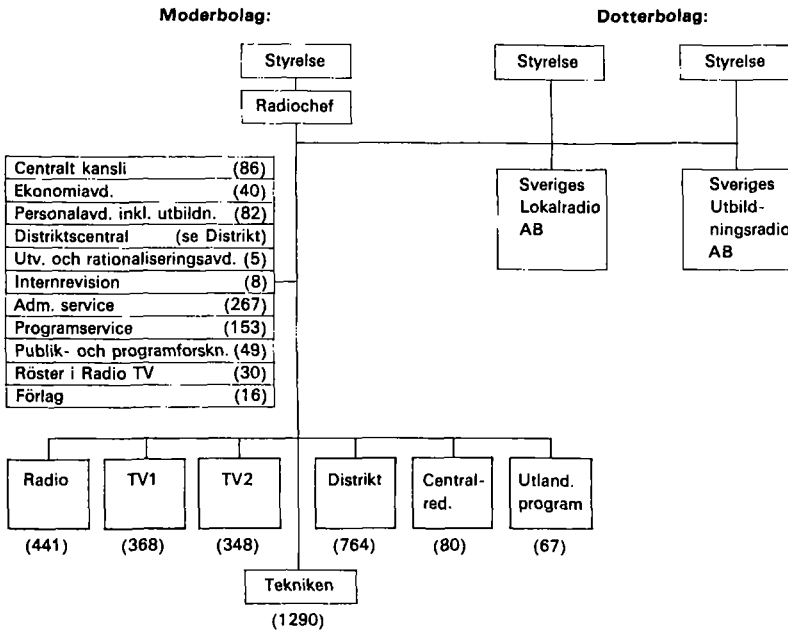 Moderbolag:
Dotterbolag:
Styrelse
Styrelse
Styrelse
Radiochef
Centralt kansli (86)
Ekonomiavd. (40)
Personalavd. inkl. utbildn. (82)
Distriktscentral (se Distrikt)
Utv. och rationaliseringsavd. (5)
Internrevision (8)
Adm. service (267)
Programservice (153)
Publik- och programforskn. (49)
Röster i Radio TV (30)
Förlag (16)
Sveriges
Lokalradio
AB
Sveriges
Utbild-
ningsradio
AB
Radio
TV1
TV2
Distrikt
Central-
red.
Utland.
program
(441)
(368)
(348)
(764)
(80)
(67)
Tekniken
(1290)